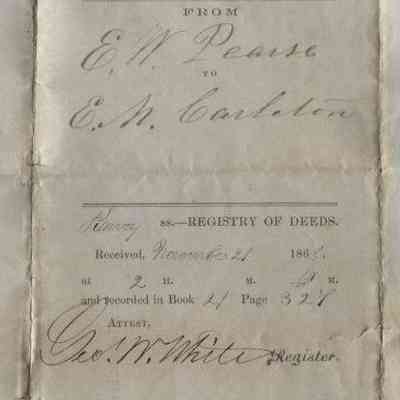 FROM
E. W. Pearse
TO
E. M. Carleton
ss.—REGISTRY OF DEEDS.
Received, November 21 186
at 2 H. M. P. M.
and recorded in Book 21 Page 327
ATTEST,
Geo. W. White Register.